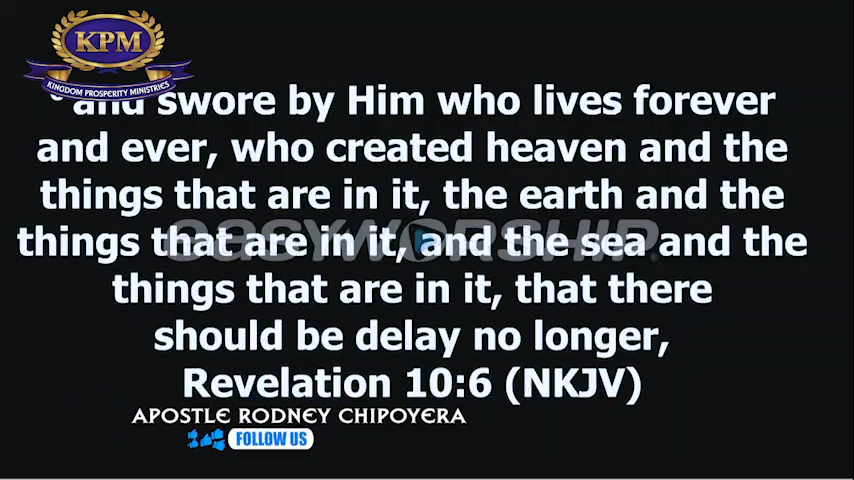 KPM
KINGDOM PROSPERITY MINISTRIES
6 and swore by Him who lives forever
and ever, who created heaven and the
things that are in it, the earth and the
things that are in it, and the sea and the
things that are in it, that there
should be delay no longer,
Revelation 10:6 (NKJV)
easyworship.
APOSTLE RODNEY CHIPOYERA
FOLLOW US